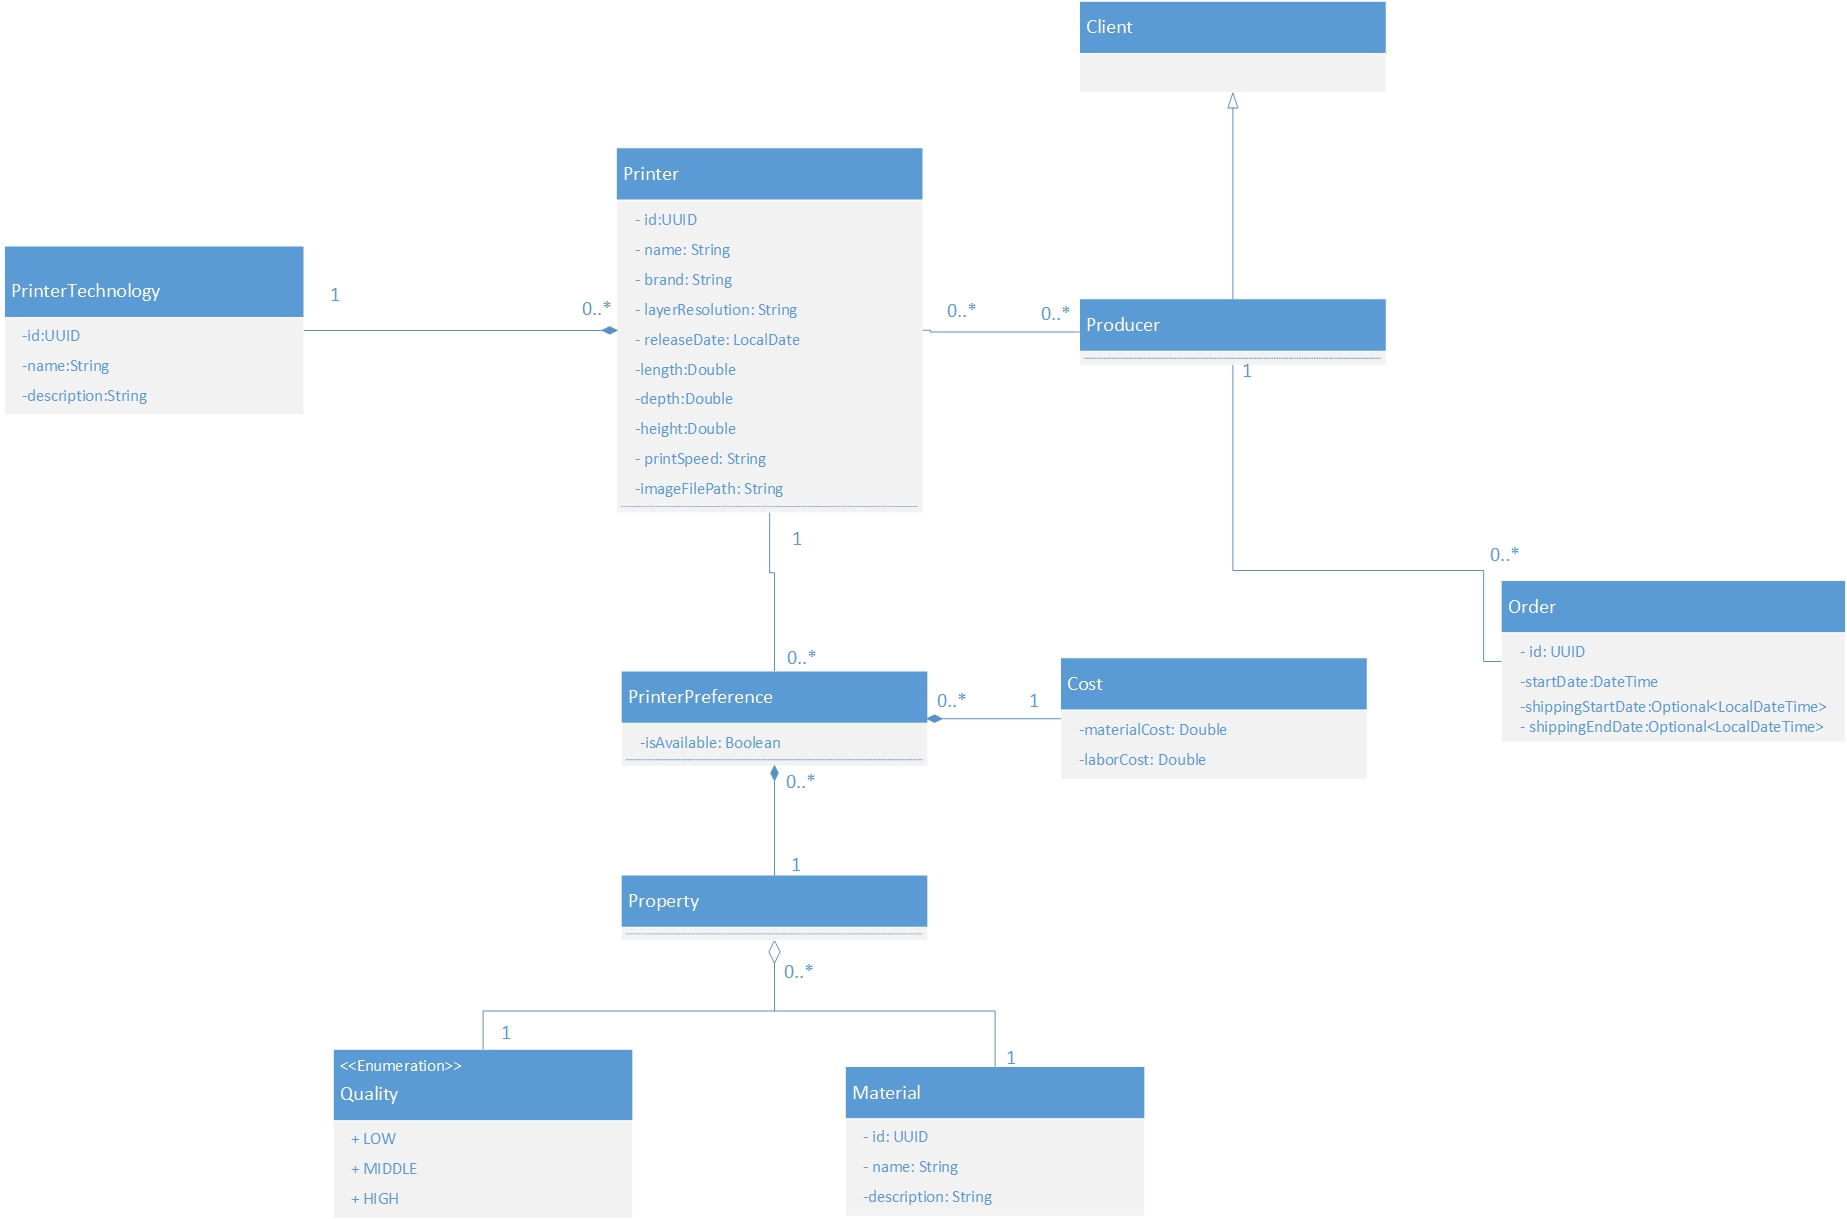 Client
Printer
- id:UUID
- name: String
- brand: String
- layerResolution: String
- releaseDate: LocalDate
-length:Double
-depth:Double
-height:Double
- printSpeed: String
-imageFilePath: String
PrinterTechnology
-id:UUID
-name:String
-description:String
1
0..*
0..*
0..*
Producer
1
1
0..*
0..*
Order
- id: UUID
-startDate:DateTime
-shippingStartDate:Optional<LocalDateTime>
- shippingEndDate:Optional<LocalDateTime>
PrinterPreference
-isAvailable: Boolean
0..*
1
Cost
-materialCost: Double
-laborCost: Double
0..*
1
Property
0..*
1
1
<<Enumeration>>
Quality
+ LOW
+ MIDDLE
+ HIGH
Material
- id: UUID
- name: String
-description: String